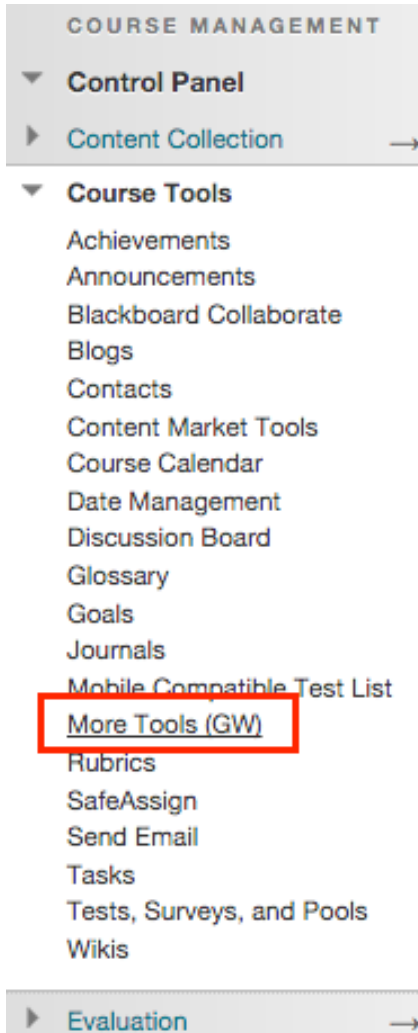 COURSE MANAGEMENT
Control Panel
Content Collection
Course Tools
Achievements
Announcements
Blackboard Collaborate
Blogs
Contacts
Content Market Tools
Course Calendar
Date Management
Discussion Board
Glossary
Goals
Journals
Mobile Compatible Test List
More Tools (GW)
Rubrics
SafeAssign
Send Email
Tasks
Tests, Surveys, and Pools
Wikis
Evaluation